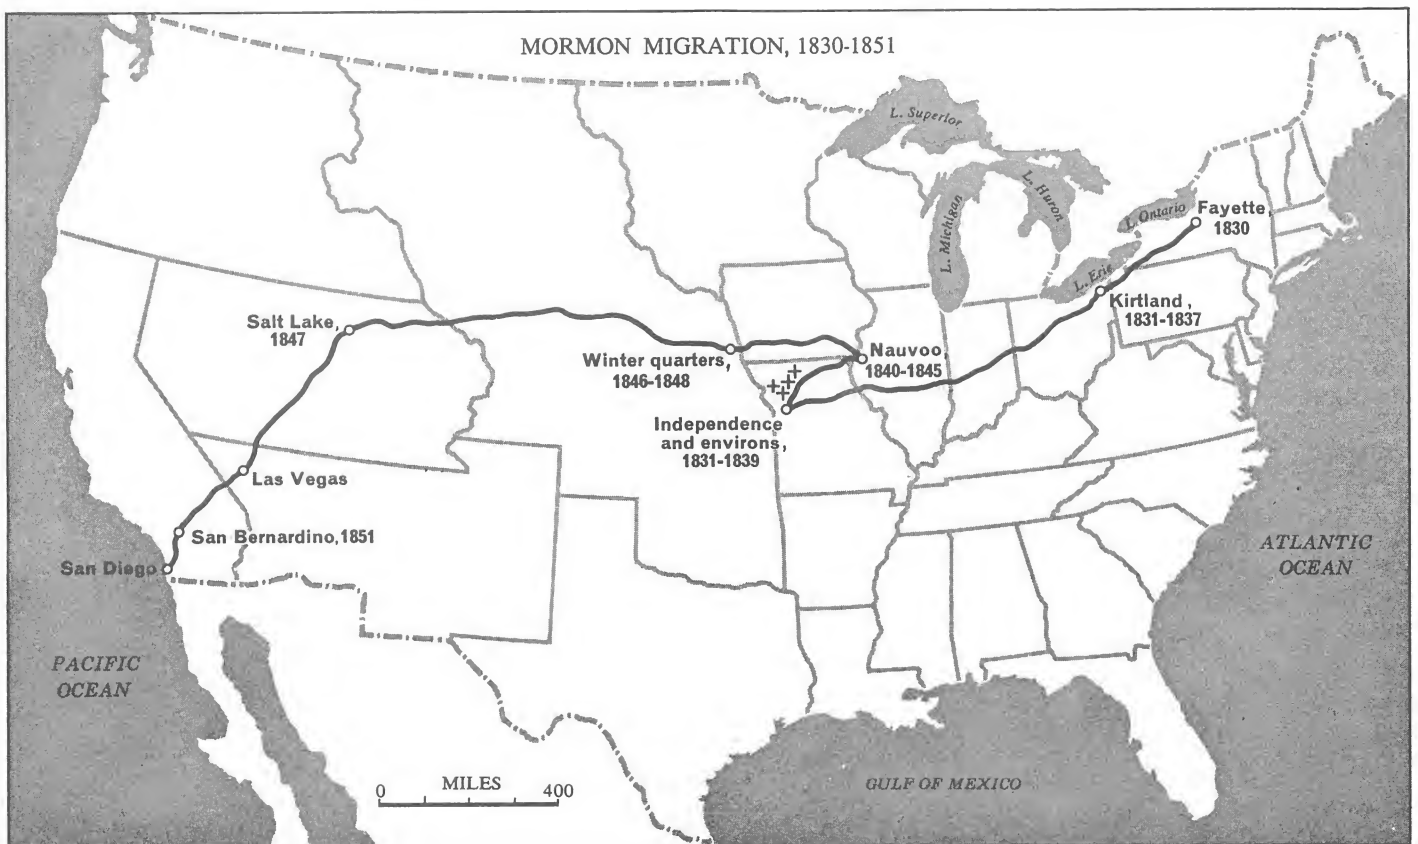 MORMON MIGRATION, 1830-1851
L. Superior
L. Michigan
L. Huron
L. Ontario
L. Erie
Fayette,
1830
Kirtland,
1831-1837
Salt Lake,
1847
Winter quarters,
1846-1848
Nauvoo,
1840-1845
Independence
and environs,
1831-1839
Las Vegas
San Bernardino, 1851
San Diego
ATLANTIC
OCEAN
PACIFIC
OCEAN
MILES
0 400
GULF OF MEXICO